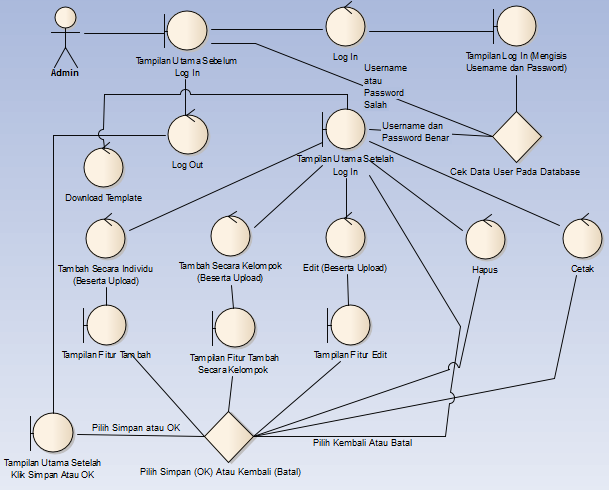 Admin
Tampilan Utama Sebelum
Log In
Log In
Tampilan Log In (Mengisis
Username dan Password)
Username
atau
Password
Salah
Username dan
Password Benar
Cek Data User Pada Database
Log Out
Tampilan Utama Setelah
Log In
Download Template
Tambah Secara Individu
(Beserta Upload)
Tambah Secara Kelompok
(Beserta Upload)
Edit (Beserta Upload)
Hapus
Cetak
Tampilan Fitur Tambah
Tampilan Fitur Tambah
Secara Kelompok
Tampilan Fitur Edit
Pilih Simpan atau OK
Pilih Kembali Atau Batal
Tampilan Utama Setelah
Klik Simpan Atau OK
Pilih Simpan (OK) Atau Kembali (Batal)